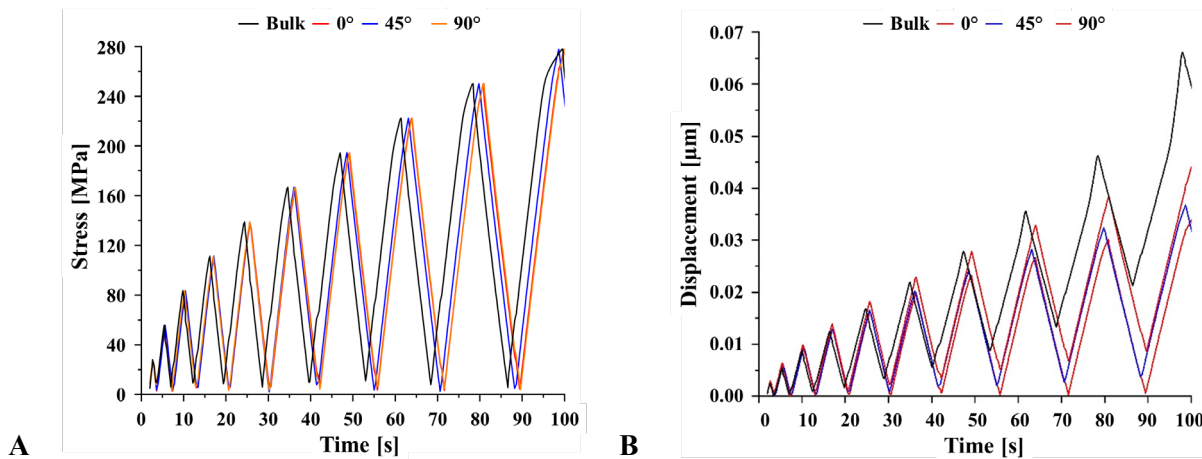 Bulk 0° 45° 90°
Stress [MPa]
280
240
200
160
120
80
40
0
0 10 20 30 40 50 60 70 80 90 100
Time [s]
A
Bulk 0° 45° 90°
Displacement [µm]
0.07
0.06
0.05
0.04
0.03
0.02
0.01
0.00
0 10 20 30 40 50 60 70 80 90 100
Time [s]
B